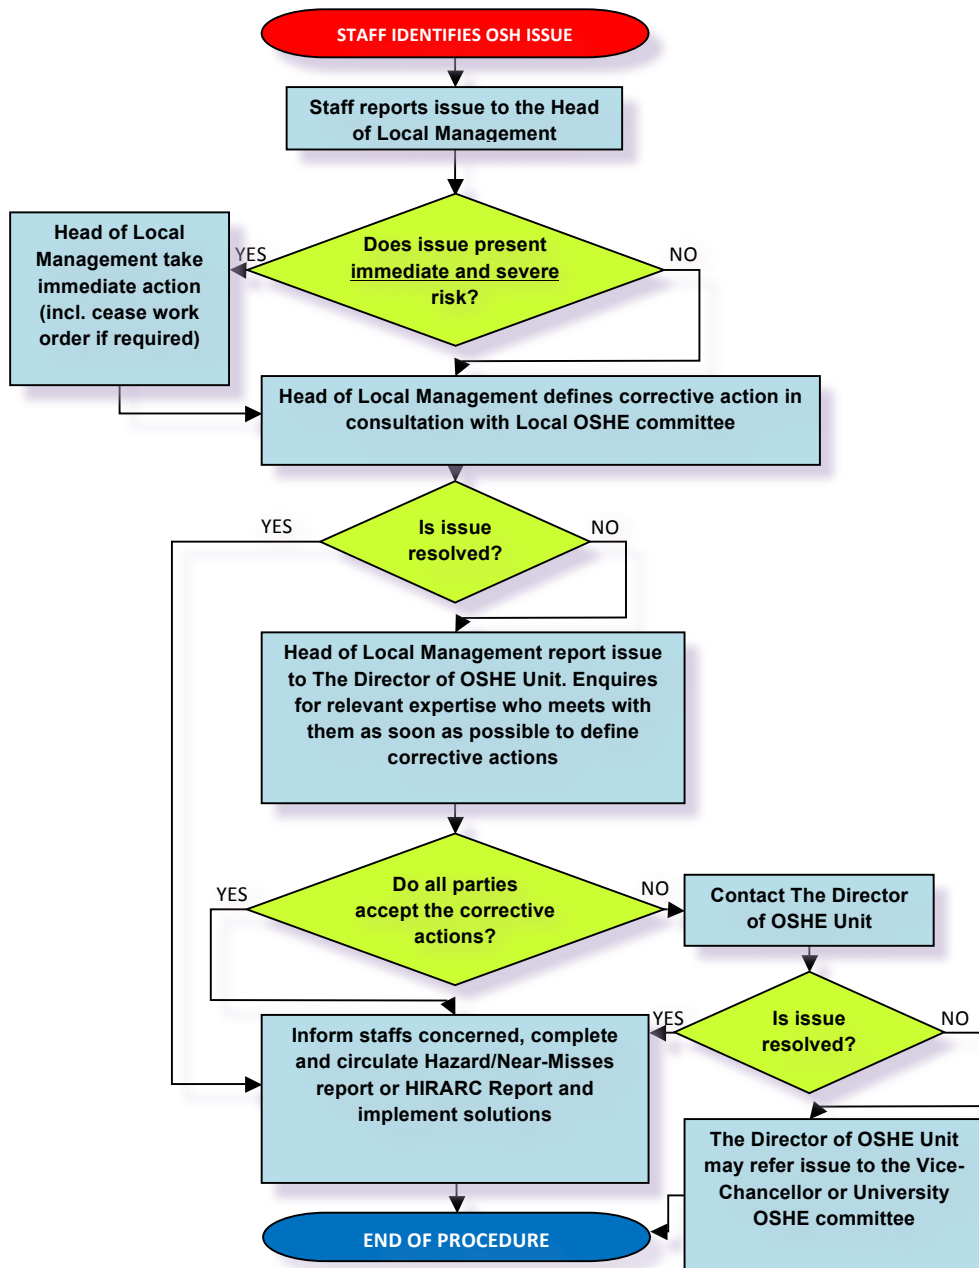 STAFF IDENTIFIES OSH ISSUE
Staff reports issue to the Head
of Local Management
Does issue present
immediate and severe
risk?
YES
NO
Head of Local
Management take
immediate action
(incl. cease work
order if required)
Head of Local Management defines corrective action in
consultation with Local OSHE committee
Is issue
resolved?
YES
NO
Head of Local Management report issue
to The Director of OSHE Unit. Enquires
for relevant expertise who meets with
them as soon as possible to define
corrective actions
Do all parties
accept the corrective
actions?
YES
NO
Contact The Director
of OSHE Unit
Is issue
resolved?
YES
NO
Inform staffs concerned, complete
and circulate Hazard/Near-Misses
report or HIRARC Report and
implement solutions
The Director of OSHE Unit
may refer issue to the Vice-
Chancellor or University
OSHE committee
END OF PROCEDURE